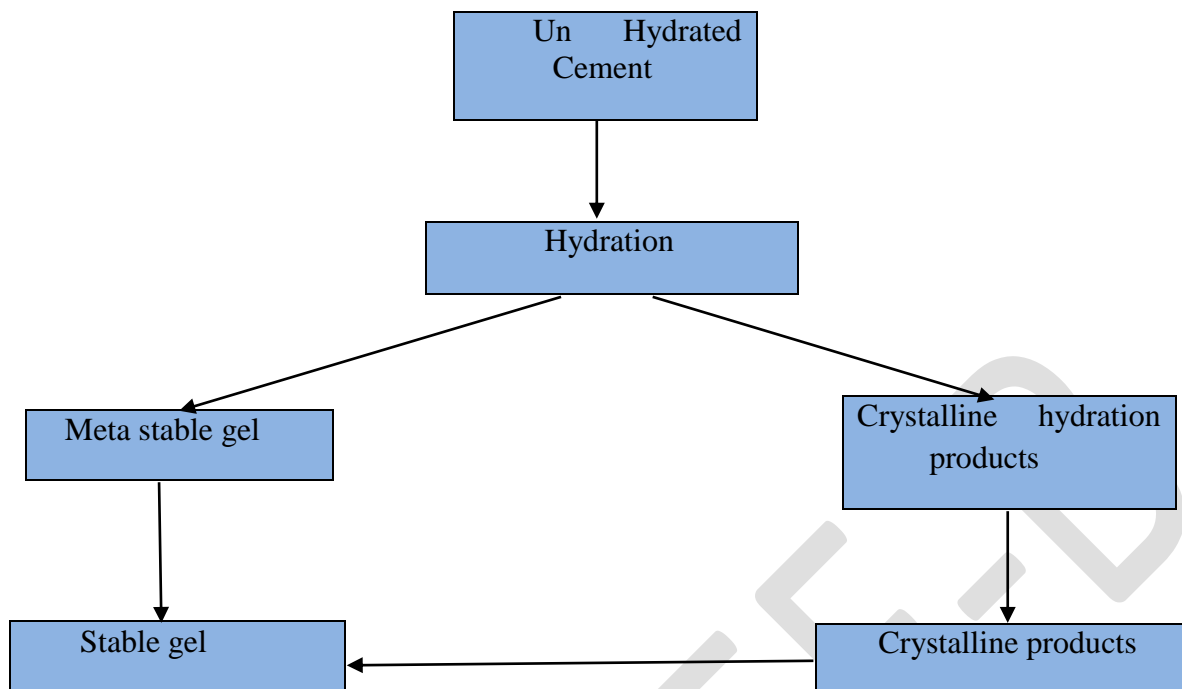 Un Hydrated
Cement
Hydration
Meta stable gel
Crystalline hydration
products
Stable gel
Crystalline products